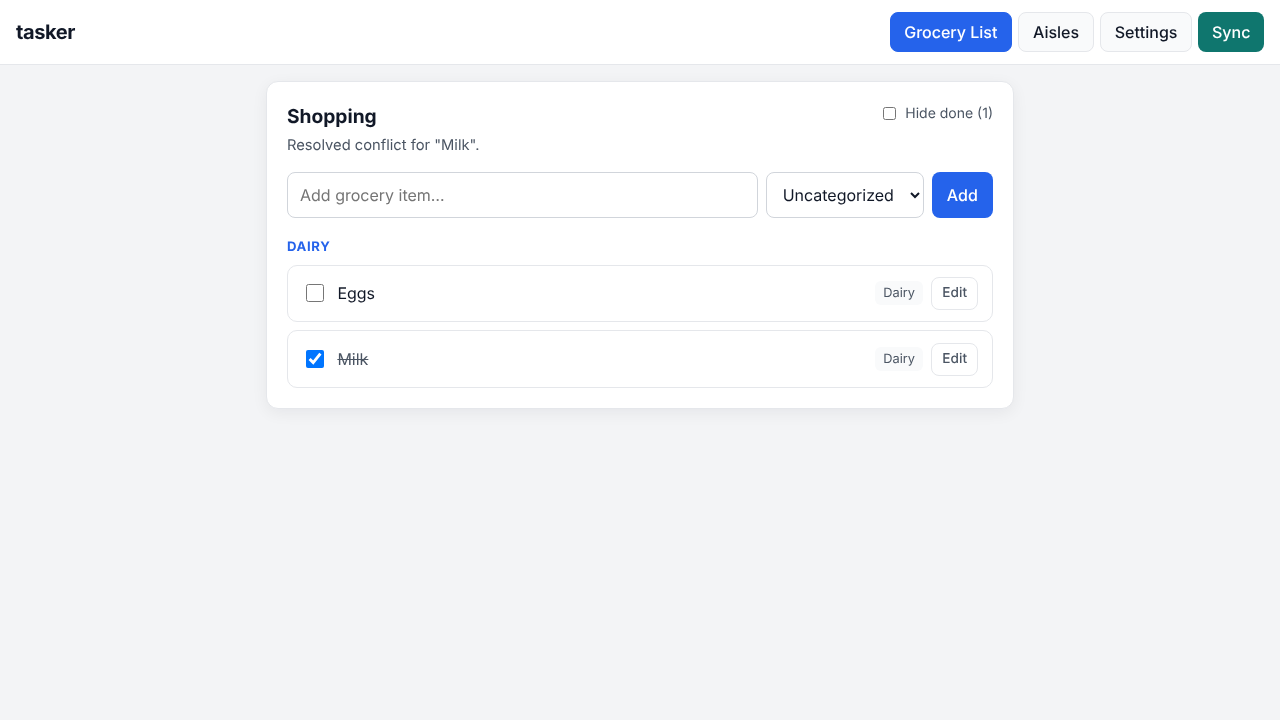 tasker
Grocery List
Aisles
Settings
Sync
Shopping
Hide done (1)
Resolved conflict for "Milk".
Add grocery item...
Uncategorized
Add
DAIRY
Eggs
Dairy
Edit
Milk
Dairy
Edit